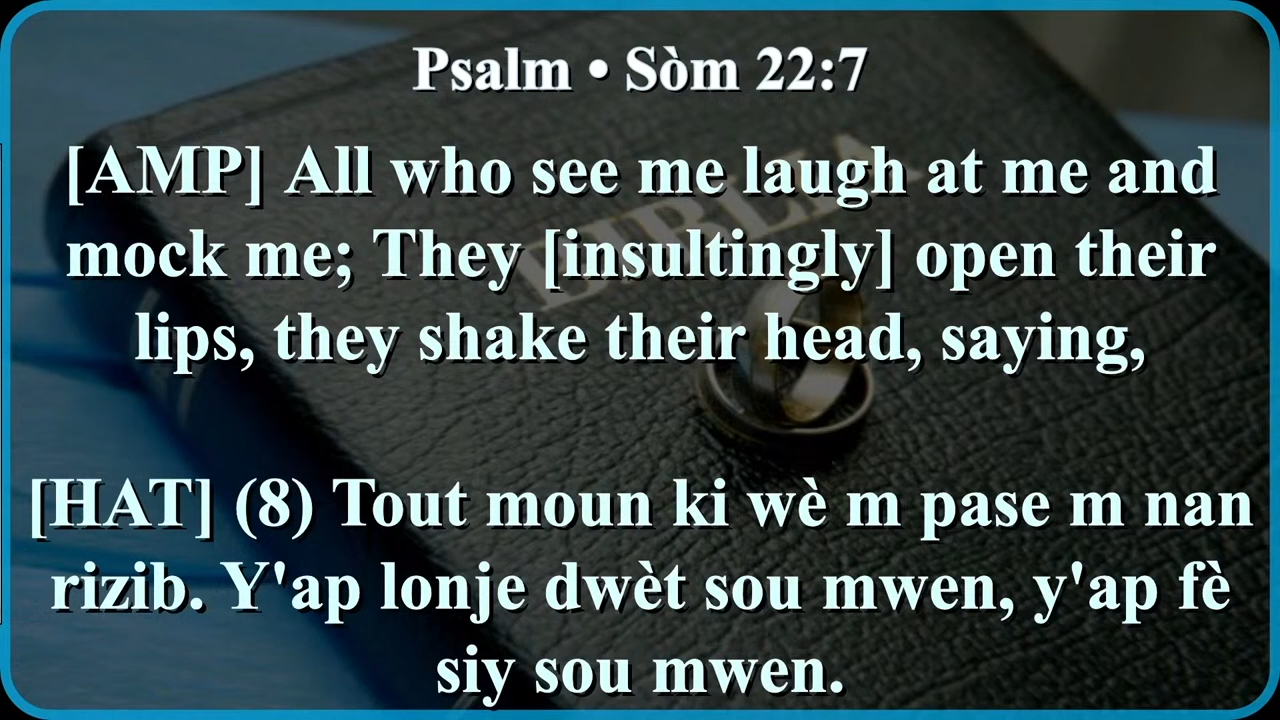 Psalm • Sòm 22:7
[AMP] All who see me laugh at me and
mock me; They [insultingly] open their
lips, they shake their head, saying,
[HAT] (8) Tout moun ki wè m pase m nan
rizib. Y'ap lonje dwèt sou mwen, y'ap fè
siy sou mwen.
BIBLIA